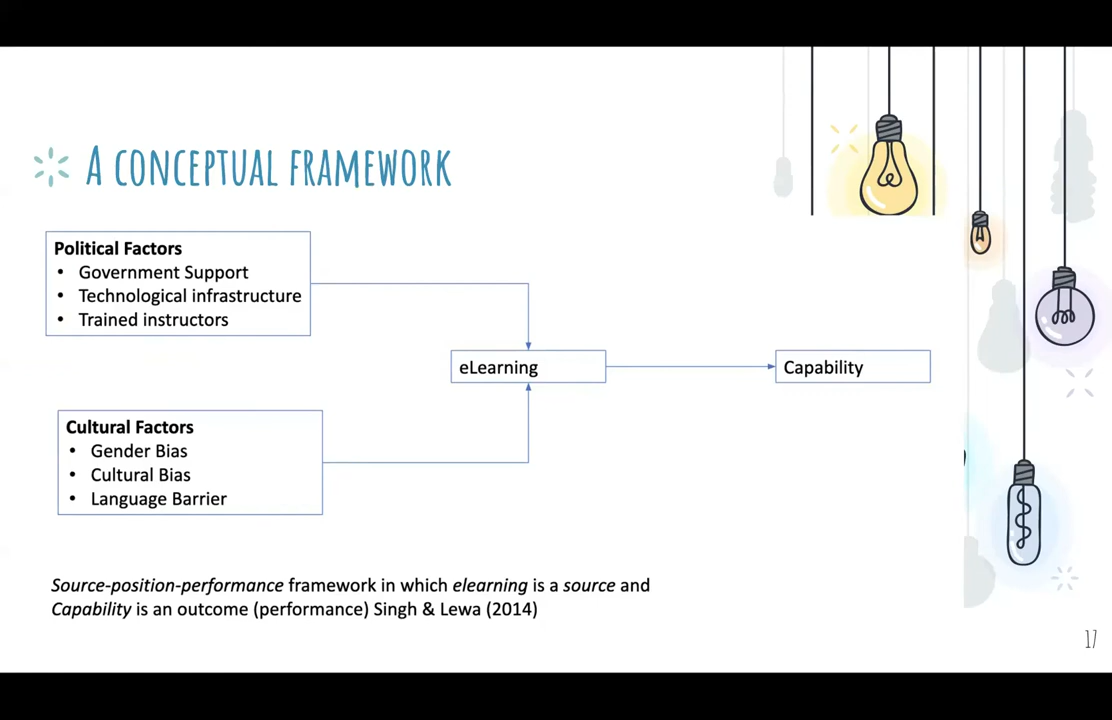 A CONCEPTUAL FRAMEWORK
Political Factors
• Government Support
• Technological infrastructure
• Trained instructors
eLearning
Capability
Cultural Factors
• Gender Bias
• Cultural Bias
• Language Barrier
Source-position-performance framework in which elearning is a source and
Capability is an outcome (performance) Singh & Lewa (2014)
17